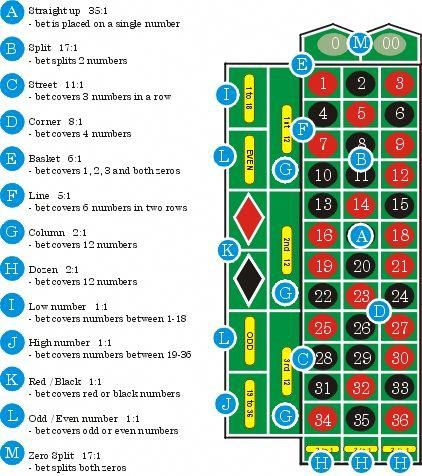 A Straight up 35:1
- bet is placed on a single number
B Split 17:1
- bet splits 2 numbers
C Street 11:1
- bet covers 3 numbers in a row
D Corner 8:1
- bet covers 4 numbers
E Basket 6:1
- bet covers 1, 2, 3 and both zeros
F Line 5:1
- bet covers 6 numbers in two rows
G Column 2:1
- bet covers 12 numbers
H Dozen 2:1
- bet covers 12 numbers
I Low number 1:1
- bet covers numbers between 1-18
J High number 1:1
- bet covers numbers between 19-36
K Red / Black 1:1
- bet covers red or black numbers
L Odd / Even number 1:1
- bet covers odd or even numbers
M Zero Split 17:1
- bet splits both zeros
0 M 00
E
1 2 3
I 1 to 18
4 5 6
1st 12
F
7 8 9
L EVEN
B
G
10 11 12
13 14 15
16 A 18
K
2nd 12
19 20 21
G
22 23 24
D
L ODD
25 26 27
C
28 29 30
3rd 12
31 32 33
J 19 to 36
G
34 35 36
H H H